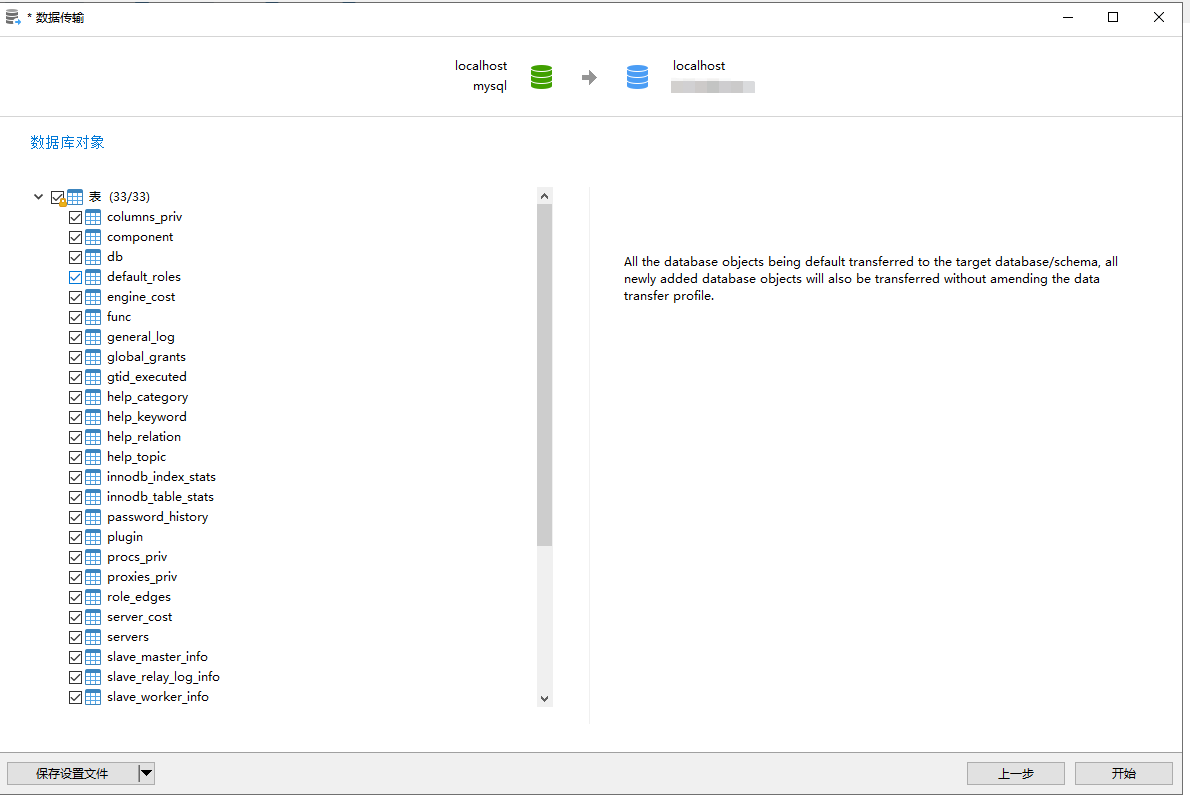 * 数据传输
localhost
mysql
localhost
数据库对象
表 (33/33)
columns_priv
component
db
default_roles
engine_cost
func
general_log
global_grants
gtid_executed
help_category
help_keyword
help_relation
help_topic
innodb_index_stats
innodb_table_stats
password_history
plugin
procs_priv
proxies_priv
role_edges
server_cost
servers
slave_master_info
slave_relay_log_info
slave_worker_info
All the database objects being default transferred to the target database/schema, all
newly added database objects will also be transferred without amending the data
transfer profile.
保存设置文件
上一步
开始